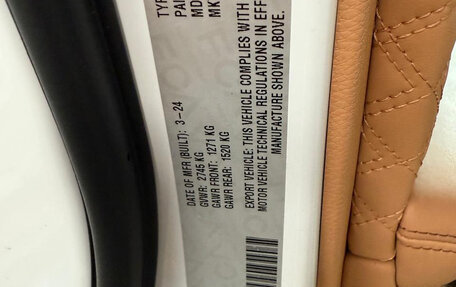 TYP
PAI
MD
MK
DATE OF MFR (BUILT): 3-24
GVWR: 2745 KG
GAWR FRONT: 1271 KG
GAWR REAR: 1520 KG
EXPORT VEHICLE: THIS VEHICLE COMPLIES WITH
MOTOR VEHICLE TECHNICAL REGULATIONS IN EFF
MANUFACTURE SHOWN ABOVE.